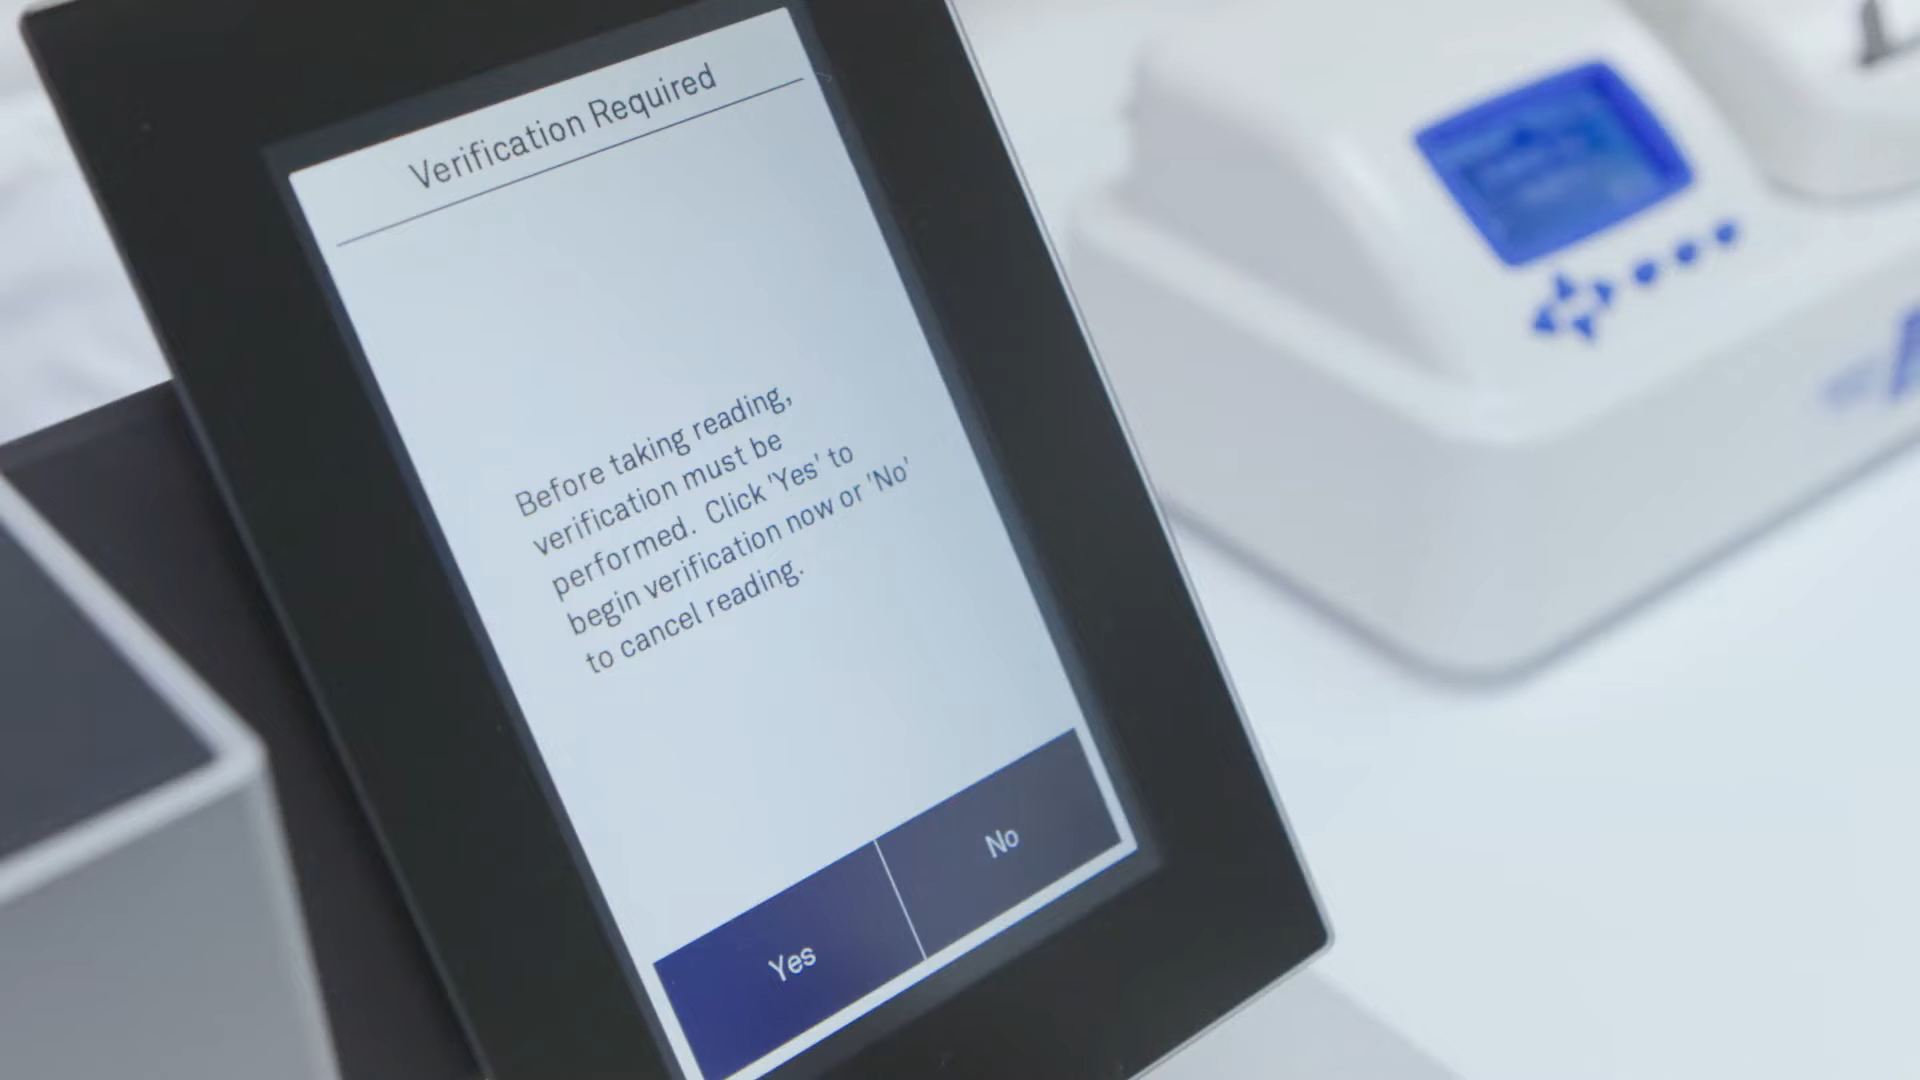 Verification Required
Before taking reading,
verification must be
performed. Click 'Yes' to
begin verification now or 'No'
to cancel reading.
Yes
No